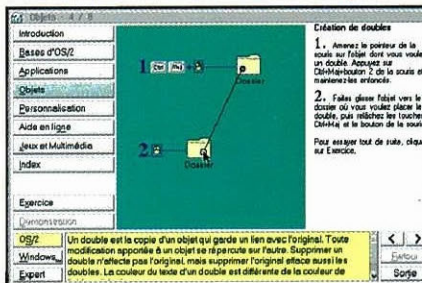 Objets - 4 / 8
Introduction
Bases d'OS/2
Applications
Objets
Personnalisation
Aide en ligne
Jeux et Multimédia
Index
Exercice
Démonstration
OS/2
Windows
Expert
1 Ctrl Maj +
Dossier
2
Dossier
Création de doubles
1. Amenez le pointeur de la
souris sur l'objet dont vous voulez
un double. Appuyez sur
Ctrl+Maj+bouton 2 de la souris et
maintenez-les enfoncés.
2. Faites glisser l'objet vers le
dossier où vous voulez placer le
double, puis relâchez les touches
Ctrl+Maj et le bouton de la souris
Pour essayer tout de suite, cliquez
sur Exercice.
Un double est la copie d'un objet qui garde un lien avec l'original. Toute
modification apportée à un objet se répercute sur l'autre. Supprimer un
double n'affecte pas l'original, mais supprimer l'original efface aussi les
doubles. La couleur du texte d'un double est différente de la couleur de
< >
Retour
Sortie